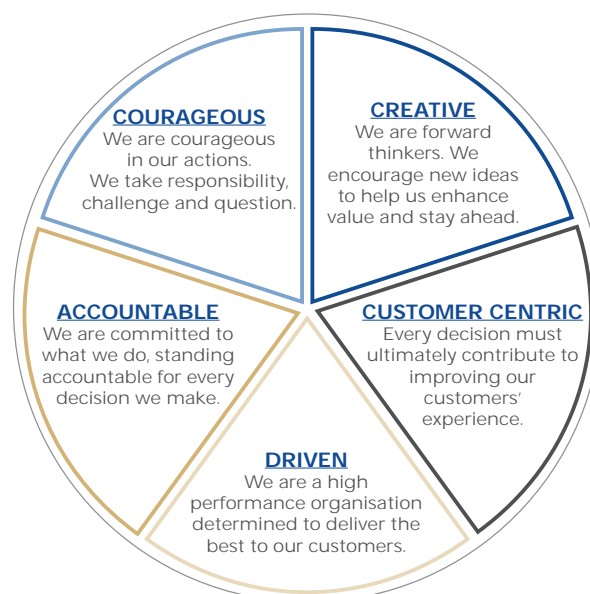 COURAGEOUS
We are courageous
in our actions.
We take responsibility,
challenge and question.
CREATIVE
We are forward
thinkers. We
encourage new ideas
to help us enhance
value and stay ahead.
ACCOUNTABLE
We are committed to
what we do, standing
accountable for every
decision we make.
CUSTOMER CENTRIC
Every decision must
ultimately contribute to
improving our
customers’
experience.
DRIVEN
We are a high
performance organisation
determined to deliver the
best to our customers.